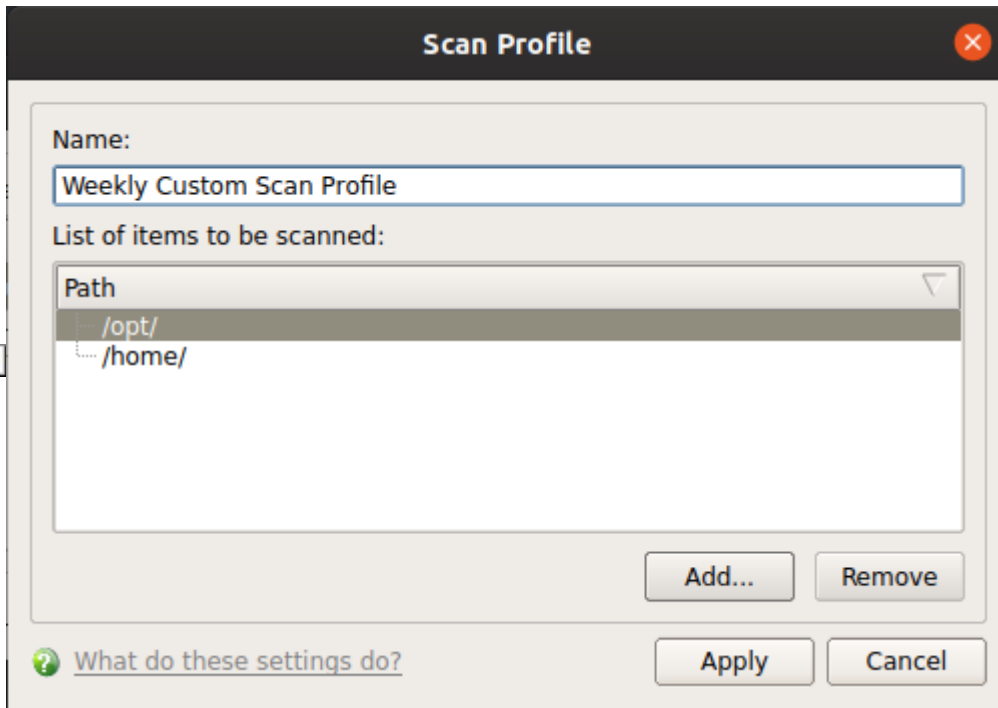 Scan Profile
Name:
Weekly Custom Scan Profile
List of items to be scanned:
Path
/opt/
/home/
Add... Remove
What do these settings do? Apply Cancel